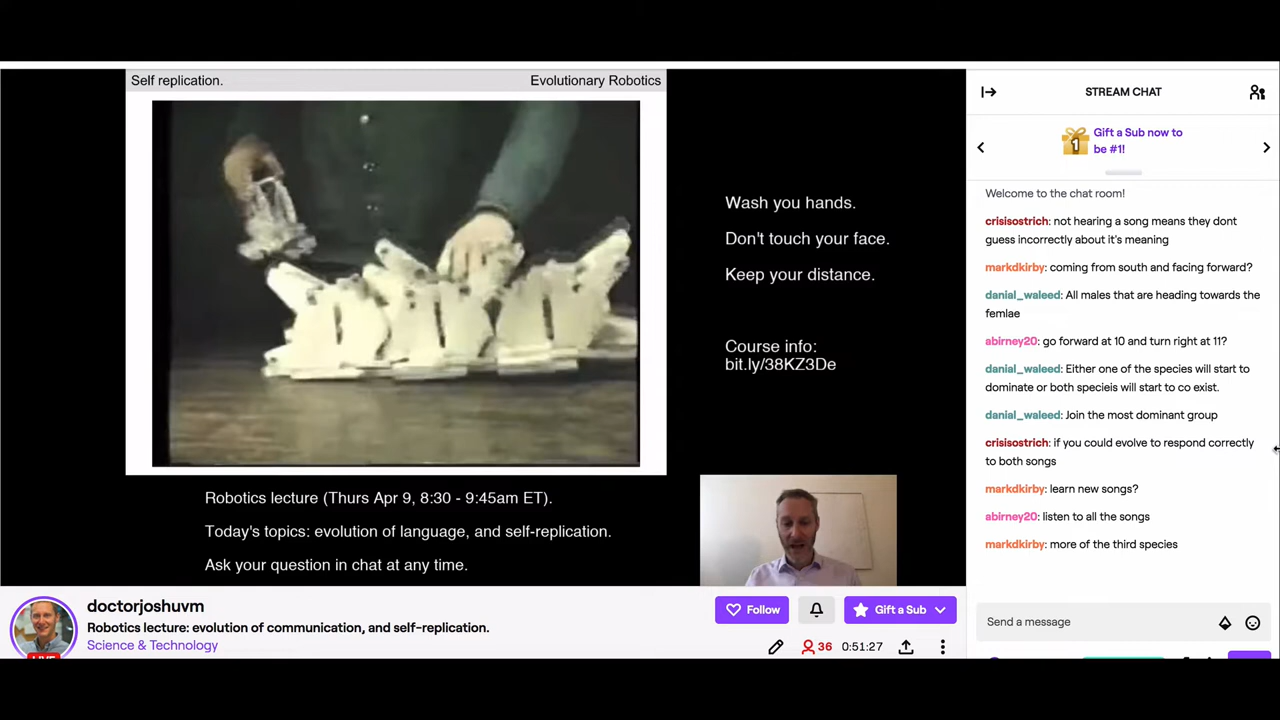 Self replication.
Evolutionary Robotics
Wash you hands.
Don't touch your face.
Keep your distance.
Course info:
bit.ly/38KZ3De
Robotics lecture (Thurs Apr 9, 8:30 - 9:45am ET).
Today's topics: evolution of language, and self-replication.
Ask your question in chat at any time.
doctorjoshuvm
Robotics lecture: evolution of communication, and self-replication.
Science & Technology
LIVE
Follow
Gift a Sub
36
0:51:27
STREAM CHAT
1
Gift a Sub now to
be #1!
Welcome to the chat room!
crisisostrich: not hearing a song means they dont
guess incorrectly about it's meaning
markdkirby: coming from south and facing forward?
danial_waleed: All males that are heading towards the
femlae
abirney20: go forward at 10 and turn right at 11?
danial_waleed: Either one of the species will start to
dominate or both specieis will start to co exist.
danial_waleed: Join the most dominant group
crisisostrich: if you could evolve to respond correctly
to both songs
markdkirby: learn new songs?
abirney20: listen to all the songs
markdkirby: more of the third species
Send a message